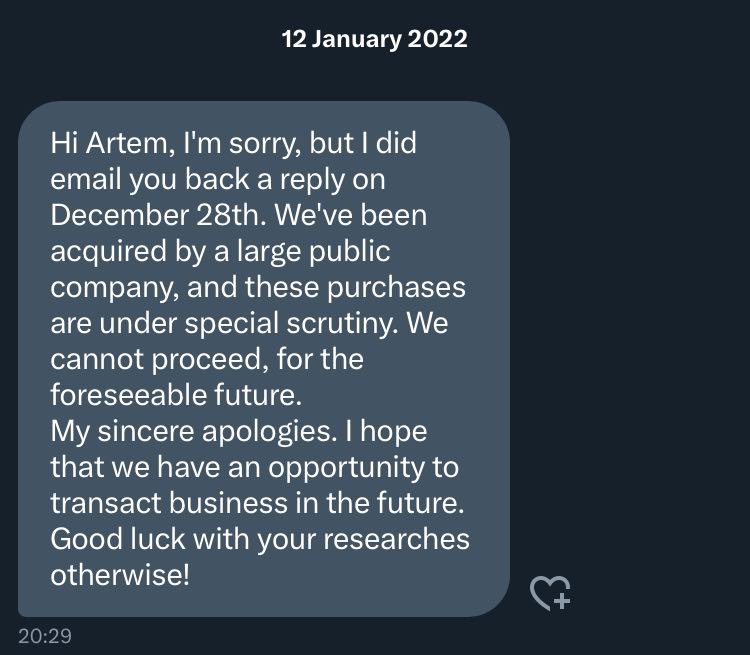 12 January 2022
Hi Artem, I'm sorry, but I did
email you back a reply on
December 28th. We've been
acquired by a large public
company, and these purchases
are under special scrutiny. We
cannot proceed, for the
foreseeable future.
My sincere apologies. I hope
that we have an opportunity to
transact business in the future.
Good luck with your researches
otherwise!
20:29